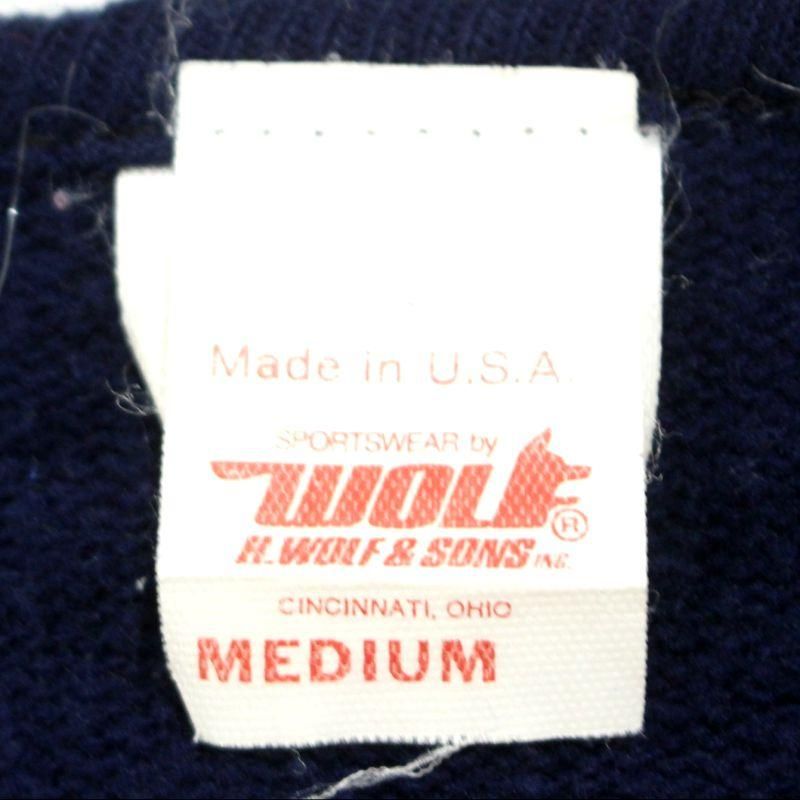 Made in U.S.A.
SPORTSWEAR by
WOLF ®
H. WOLF & SONS INC.
CINCINNATI, OHIO
MEDIUM